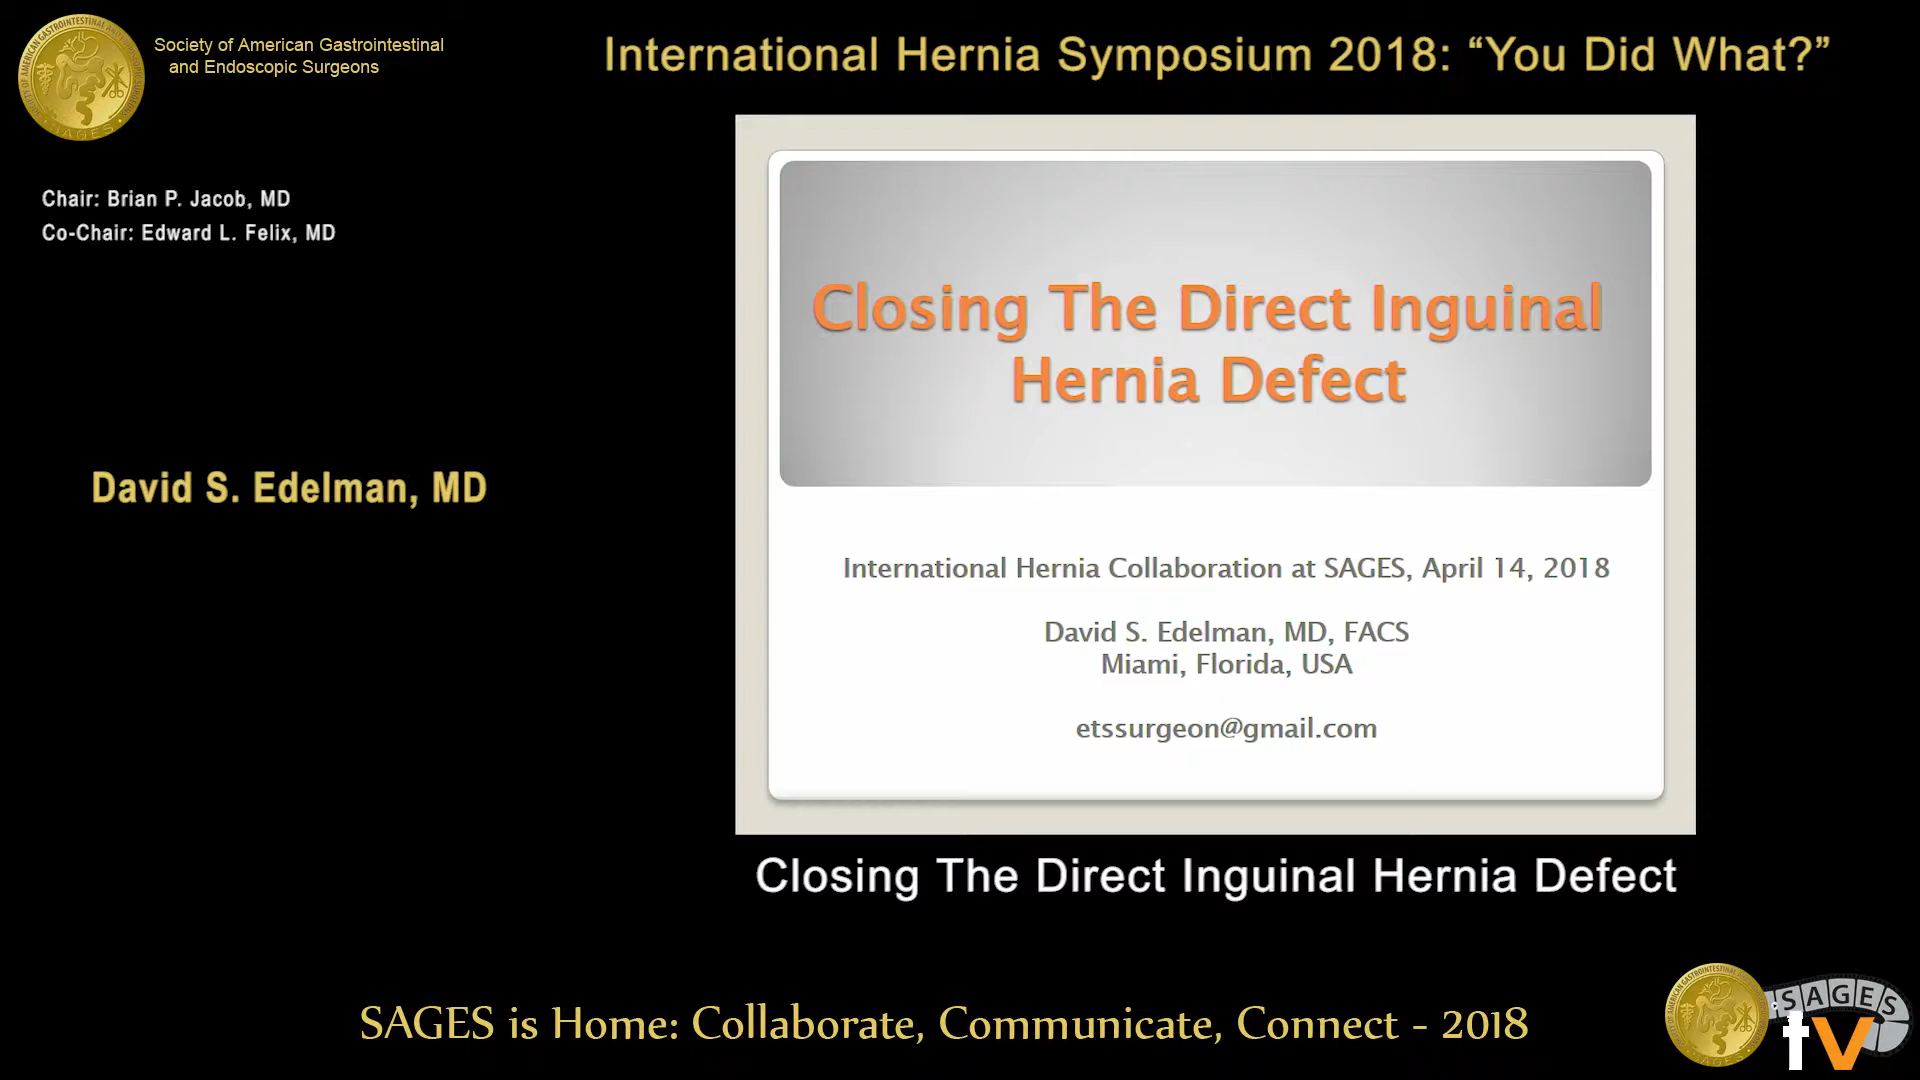 Society of American Gastrointestinal
and Endoscopic Surgeons
International Hernia Symposium 2018: “You Did What?”
Chair: Brian P. Jacob, MD
Co-Chair: Edward L. Felix, MD
David S. Edelman, MD
Closing The Direct Inguinal
Hernia Defect
International Hernia Collaboration at SAGES, April 14, 2018
David S. Edelman, MD, FACS
Miami, Florida, USA
etssurgeon@gmail.com
Closing The Direct Inguinal Hernia Defect
SAGES is Home: Collaborate, Communicate, Connect - 2018
SAGES
tv